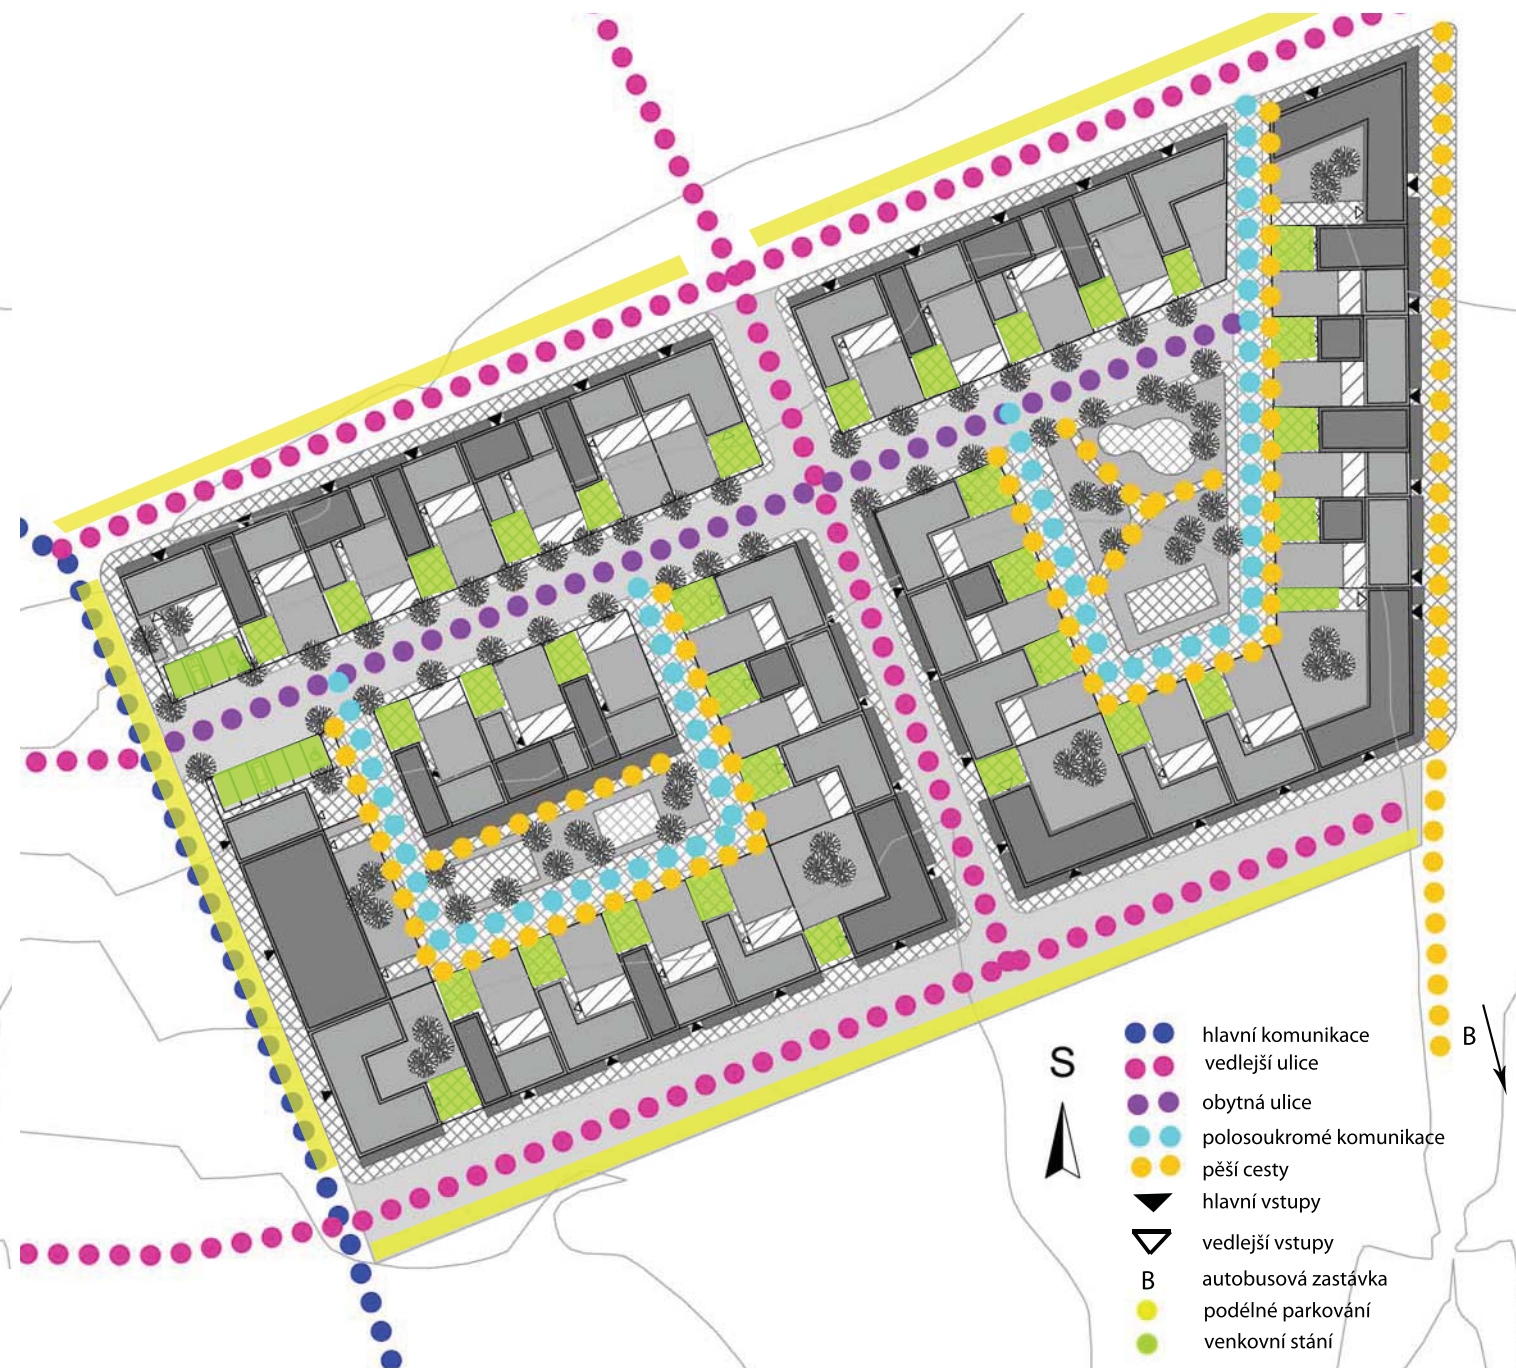 B
S
hlavní komunikace
vedlejší ulice
obytná ulice
polosoukromé komunikace
pěší cesty
hlavní vstupy
vedlejší vstupy
B autobusová zastávka
podélné parkování
venkovní stání